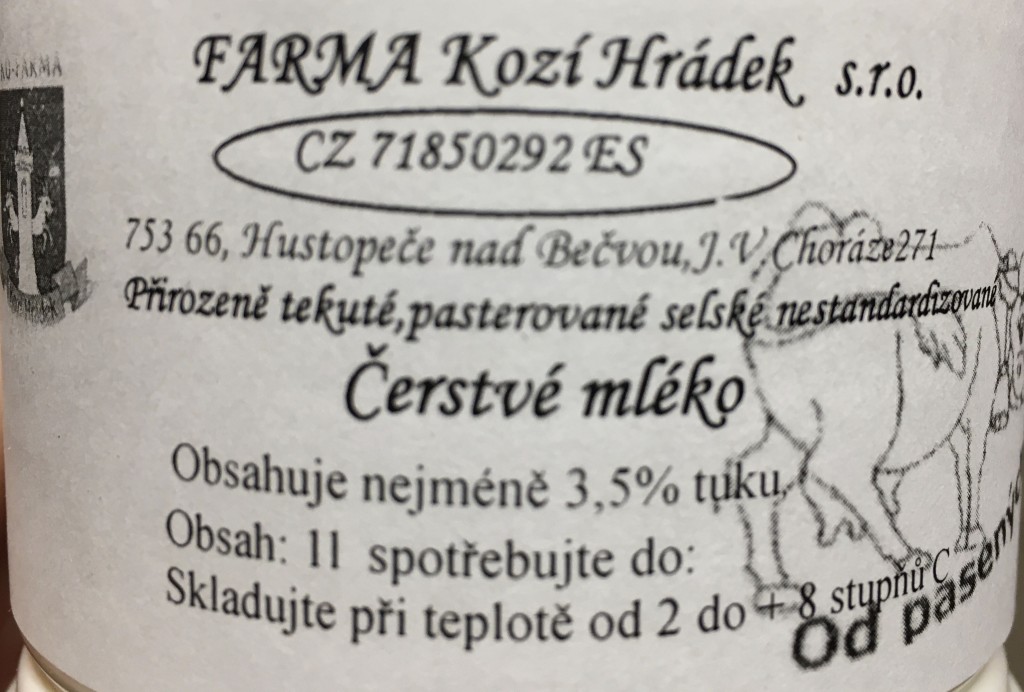 FARMA Kozí Hrádek s.r.o.
CZ 71850292 ES
753 66, Hustopeče nad Bečvou,J.V.Choráze271
Přirozeně tekuté,pasterované selské nestandardizované
Čerstvé mléko
Obsahuje nejméně 3,5% tuku,
Obsah: 1l spotřebujte do:
Skladujte při teplotě od 2 do + 8 stupňů C
Od